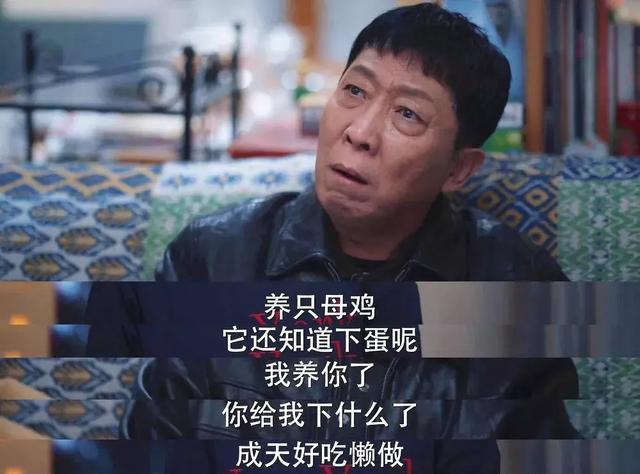 养只母鸡
它还知道下蛋呢
我养你了
你给我下什么了
成天好吃懒做